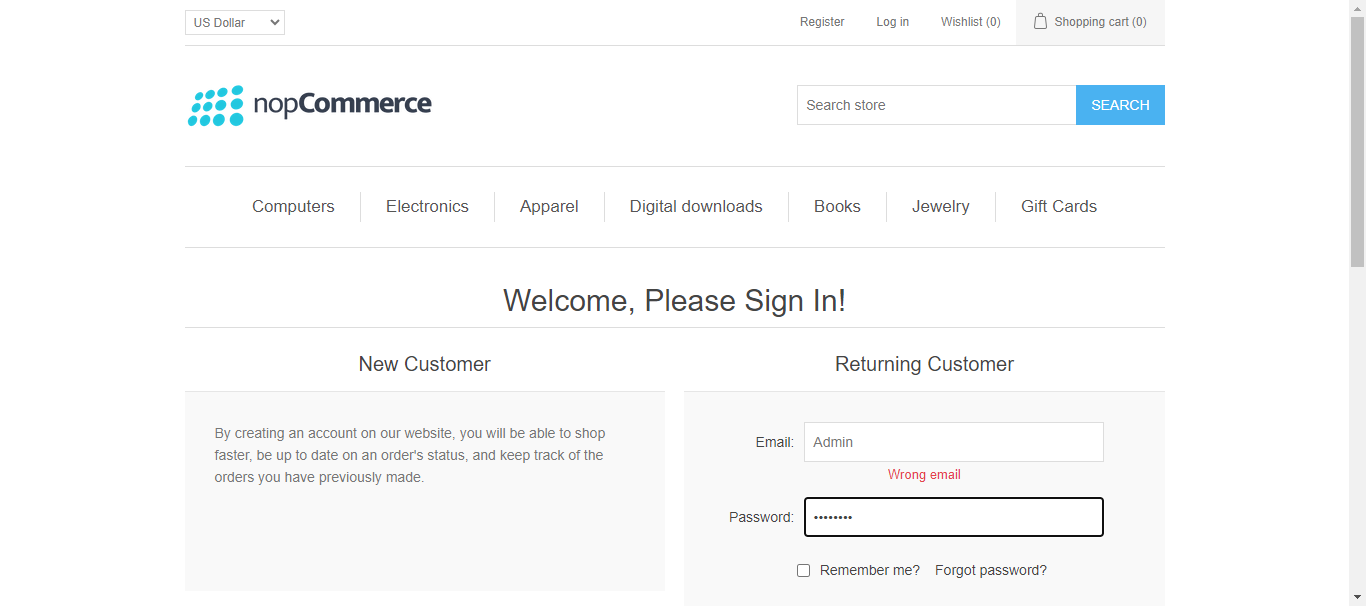 US Dollar Register Log in Wishlist (0) Shopping cart (0)
nopCommerce Search store SEARCH
Computers Electronics Apparel Digital downloads Books Jewelry Gift Cards
Welcome, Please Sign In!
New Customer
By creating an account on our website, you will be able to shop
faster, be up to date on an order's status, and keep track of the
orders you have previously made.
Returning Customer
Email: Admin
Wrong email
Password: ••••••••
Remember me? Forgot password?